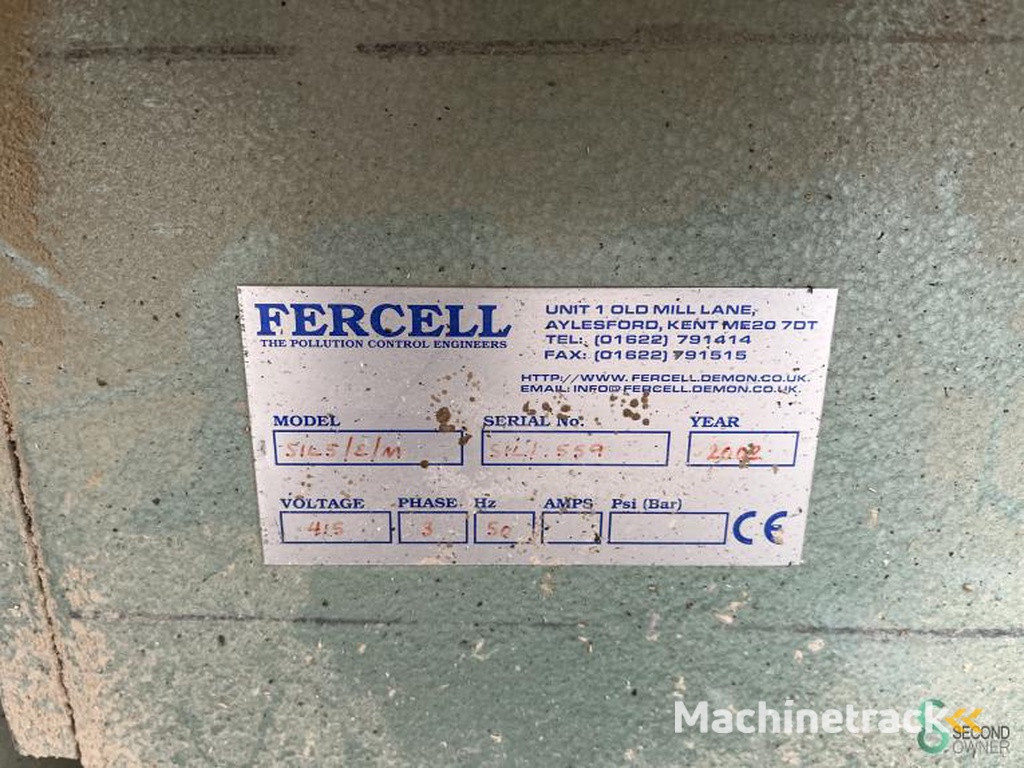 FERCELL
THE POLLUTION CONTROL ENGINEERS
UNIT 1 OLD MILL LANE,
AYLESFORD, KENT ME20 7DT
TEL: (01622) 791414
FAX: (01622) 791515
HTTP://WWW.FERCELL.DEMON.CO.UK.
EMAIL: INFO@FERCELL.DEMON.CO.UK.
MODEL SERIAL No. YEAR
559 2002
VOLTAGE PHASE Hz AMPS Psi (Bar)
415 3 50
CE
Machinetrack
SECOND
OWNER